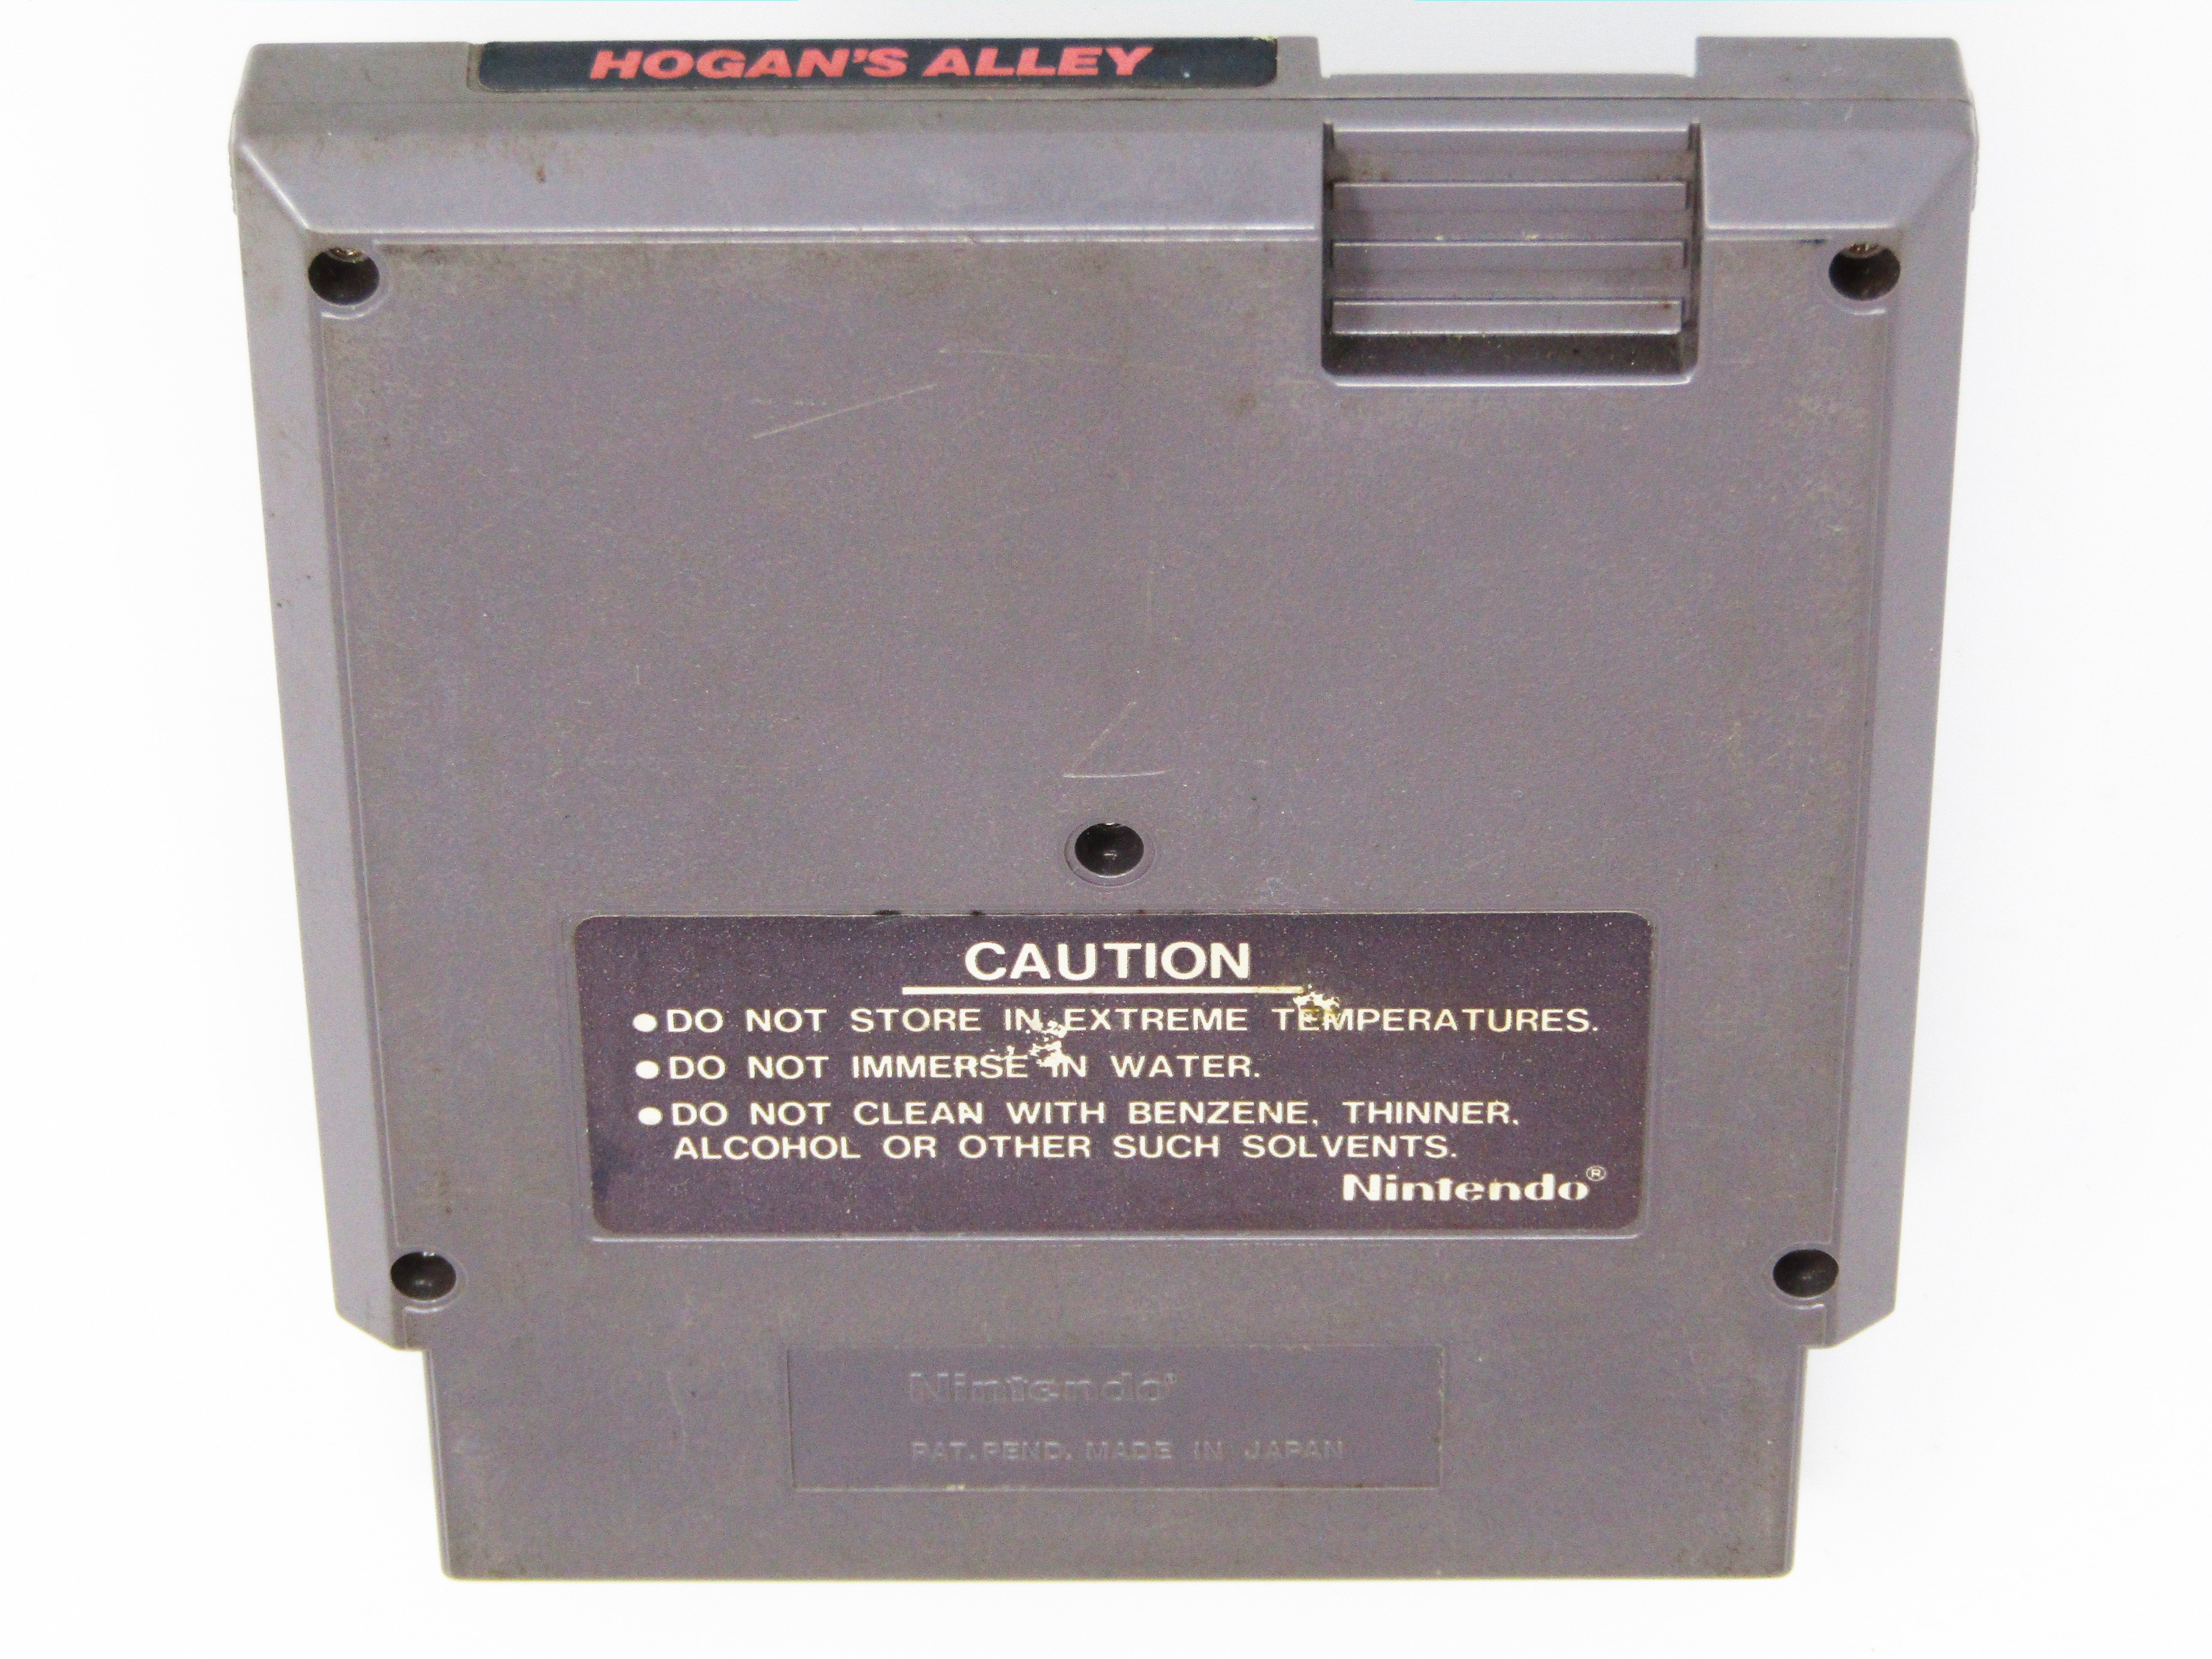 HOGAN'S ALLEY
CAUTION
●DO NOT STORE IN EXTREME TEMPERATURES.
●DO NOT IMMERSE IN WATER.
●DO NOT CLEAN WITH BENZENE, THINNER,
ALCOHOL OR OTHER SUCH SOLVENTS.
Nintendo®
Nintendo®
PAT. PEND. MADE IN JAPAN